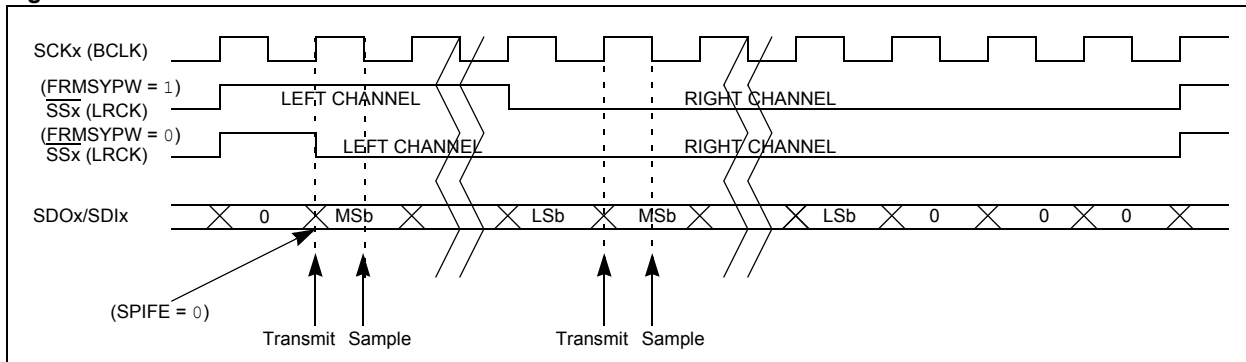 SCKx (BCLK)
(FRMSYPW = 1)
LEFT CHANNEL RIGHT CHANNEL
SSx (LRCK)
(FRMSYPW = 0)
SSx (LRCK) LEFT CHANNEL RIGHT CHANNEL
SDOx/SDIx 0 MSb LSb MSb LSb 0 0 0
(SPIFE = 0)
Transmit Sample Transmit Sample